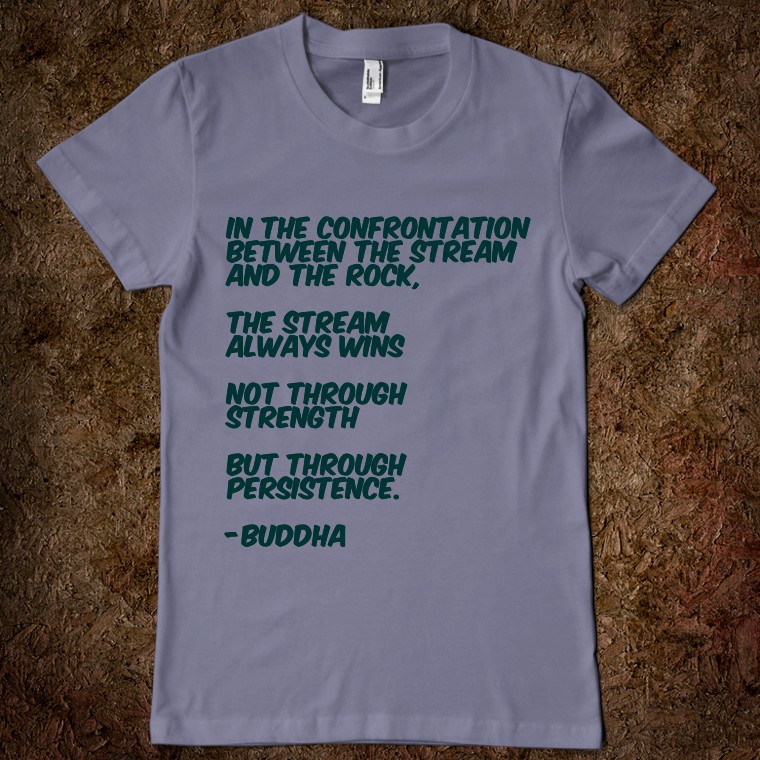 IN THE CONFRONTATION
BETWEEN THE STREAM
AND THE ROCK,
THE STREAM
ALWAYS WINS
NOT THROUGH
STRENGTH
BUT THROUGH
PERSISTENCE.
-BUDDHA